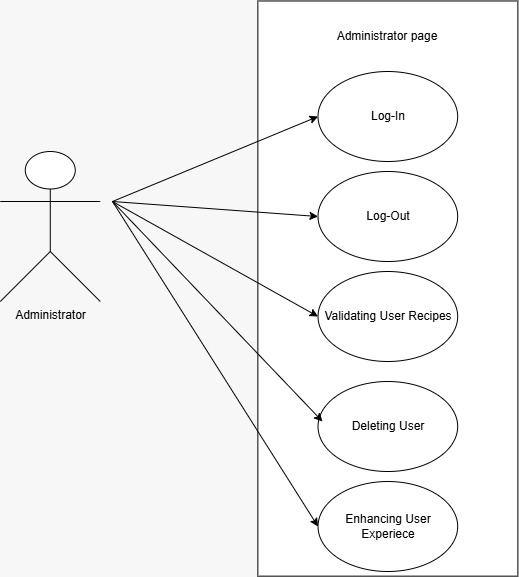 Administrator page
Log-In
Log-Out
Administrator
Validating User Recipes
Deleting User
Enhancing User
Experiece